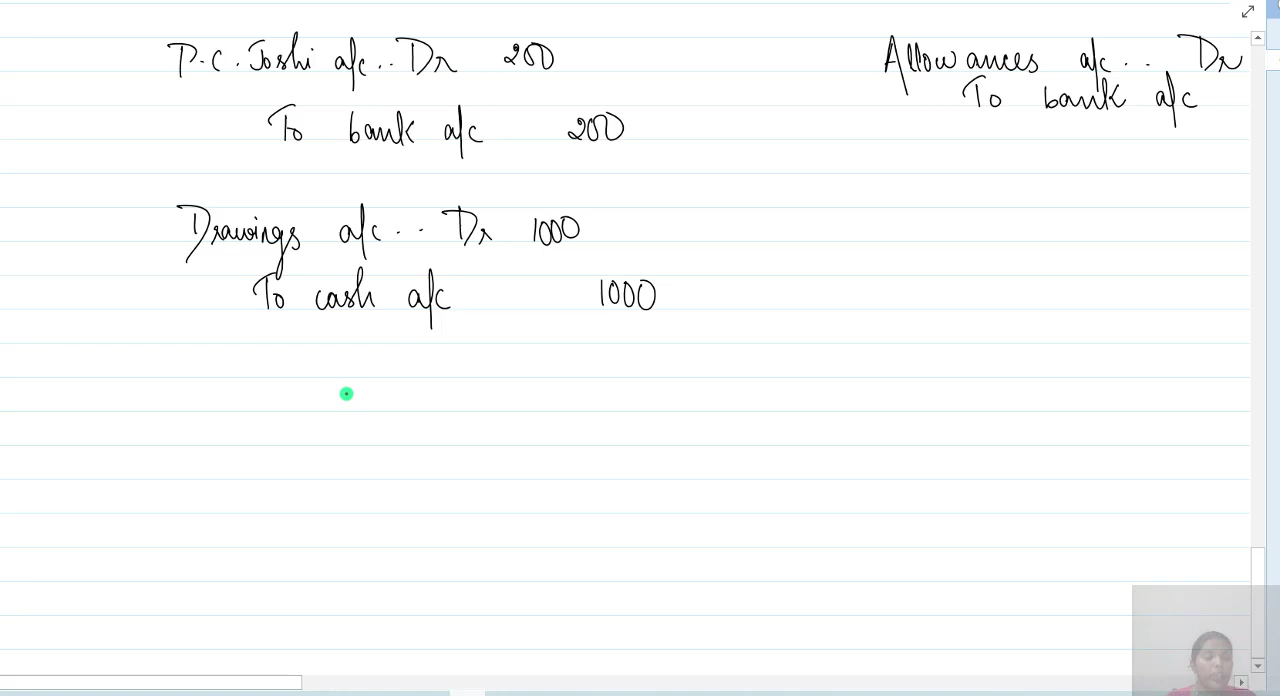 P.C. Joshi a/c .. Dr 200
To bank a/c 200
Drawings a/c .. Dr 1000
To cash a/c 1000
Allowances a/c .. Dr
To bank a/c